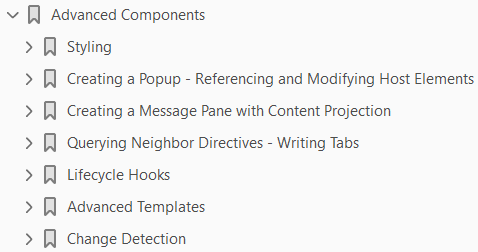 Advanced Components
Styling
Creating a Popup - Referencing and Modifying Host Elements
Creating a Message Pane with Content Projection
Querying Neighbor Directives - Writing Tabs
Lifecycle Hooks
Advanced Templates
Change Detection